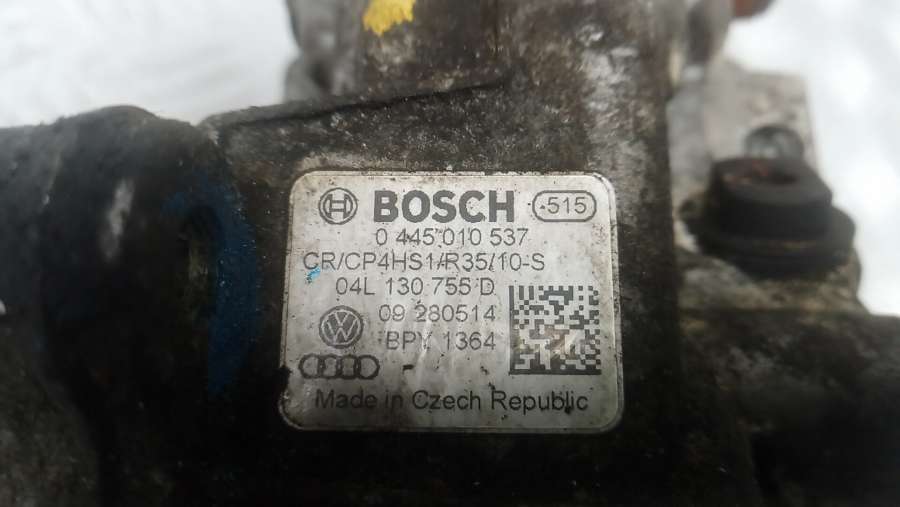 BOSCH -515
0 445 010 537
CR/CP4HS1/R35/10-S
04L 130 755 D
09 280514
BPY 1364
Made in Czech Republic